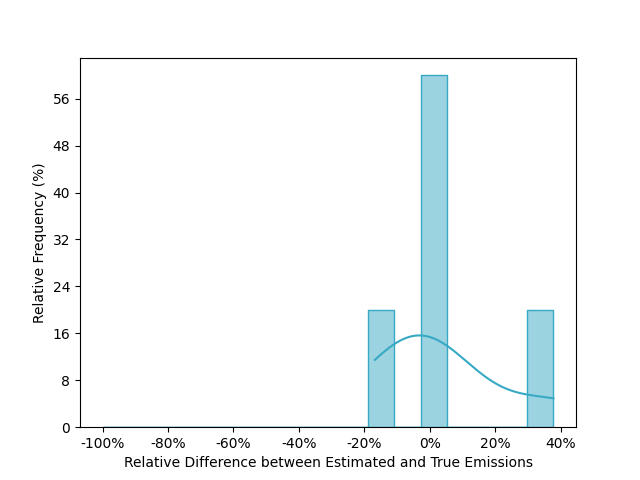 56
48
40
32
24
16
8
0
Relative Frequency (%)
-100% -80% -60% -40% -20% 0% 20% 40%
Relative Difference between Estimated and True Emissions